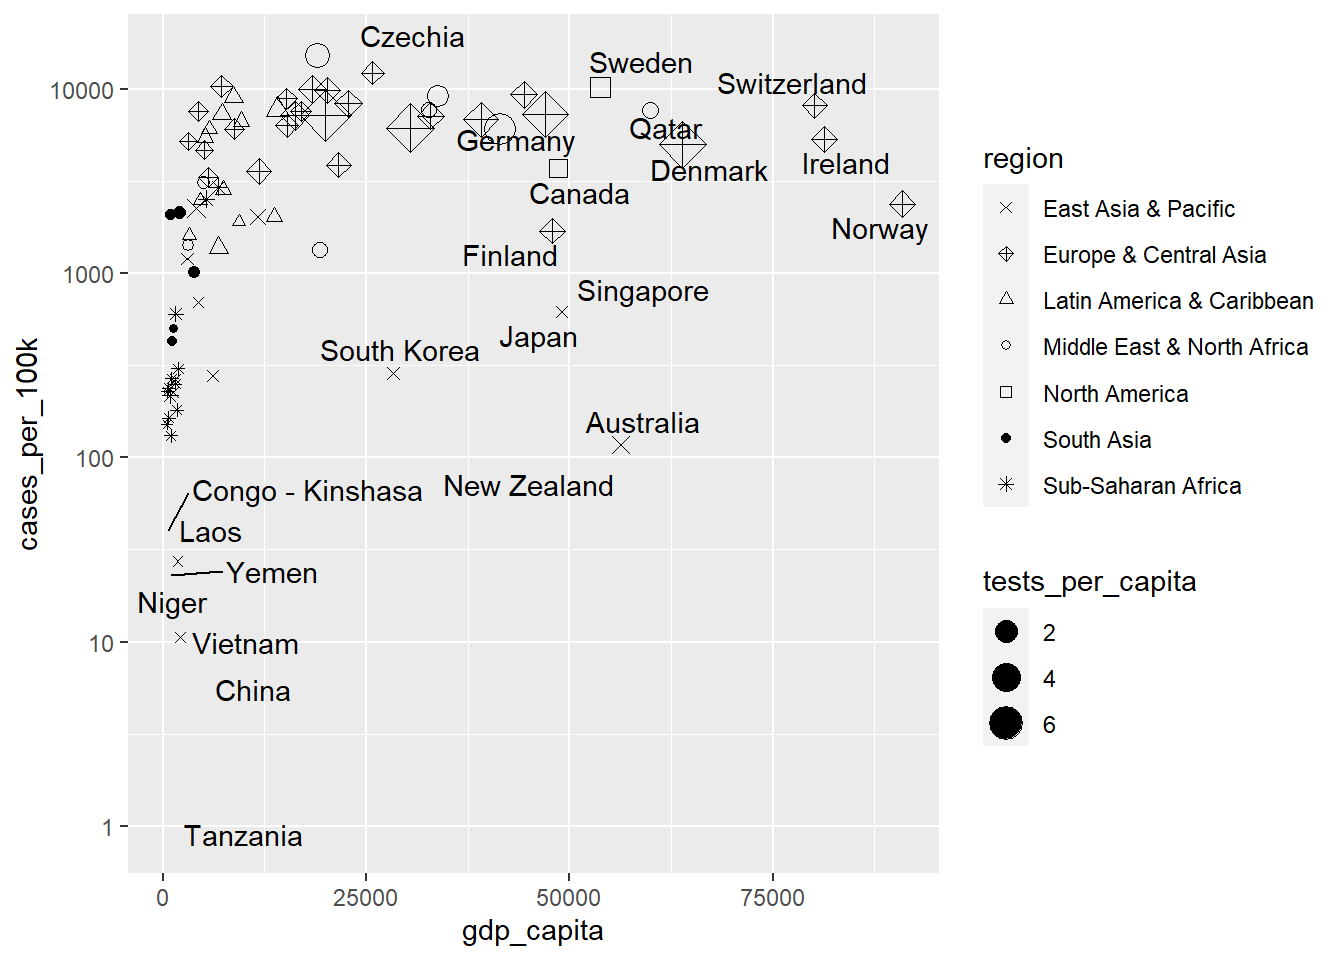 Czechia
Sweden
Switzerland
10000
Qatar
Germany
Denmark
Ireland
Canada
Norway
Finland
1000
Singapore
Japan
South Korea
Australia
100
New Zealand
Congo - Kinshasa
Laos
Yemen
Niger
10
Vietnam
China
1
Tanzania
cases_per_100k
0
25000
50000
75000
gdp_capita
region
East Asia & Pacific
Europe & Central Asia
Latin America & Caribbean
Middle East & North Africa
North America
South Asia
Sub-Saharan Africa
tests_per_capita
2
4
6